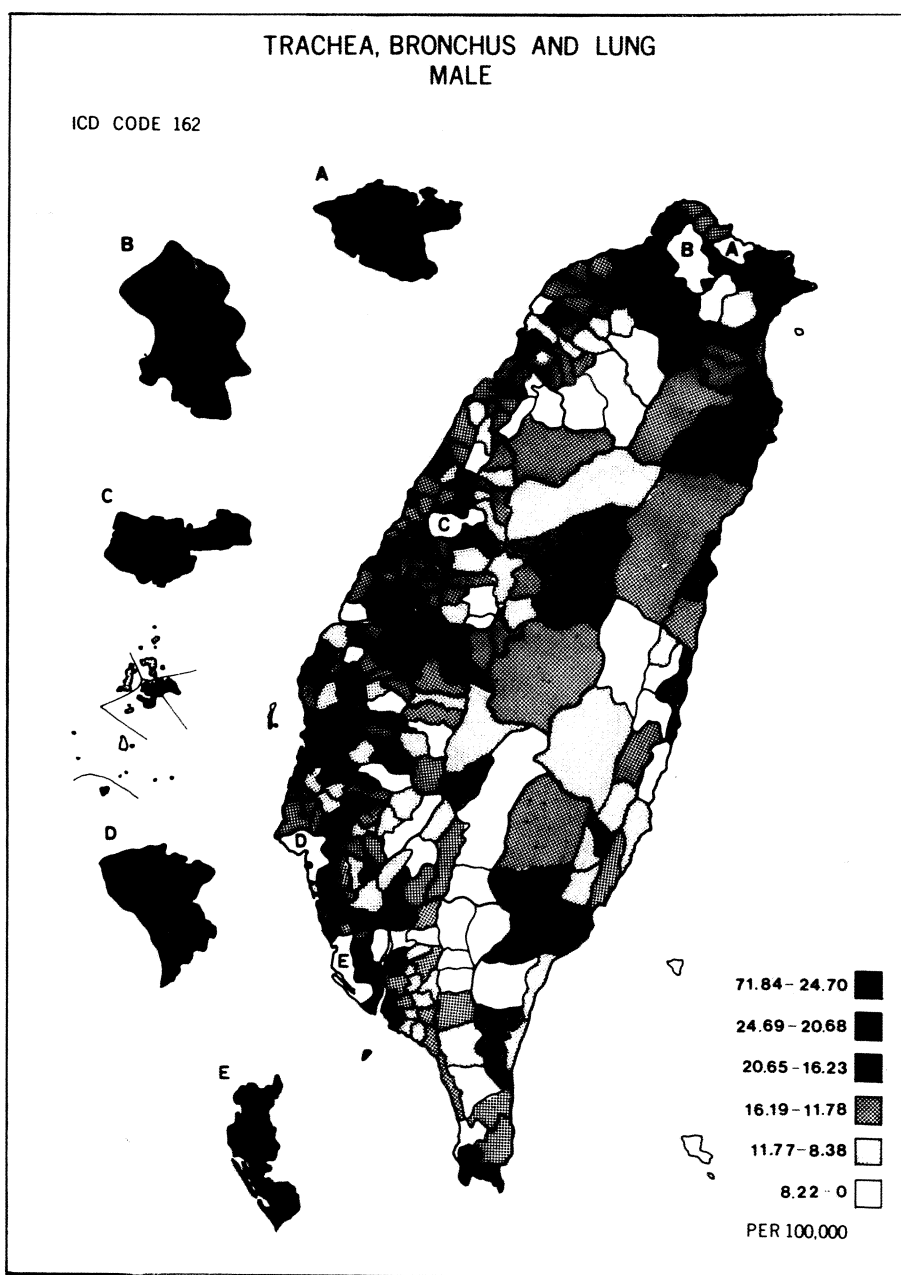 TRACHEA, BRONCHUS AND LUNG
MALE
ICD CODE 162
A
B
B
A
C
C
D
D
E
E
71.84-24.70
24.69-20.68
20.65-16.23
16.19-11.78
11.77-8.38
8.22-0
PER 100,000